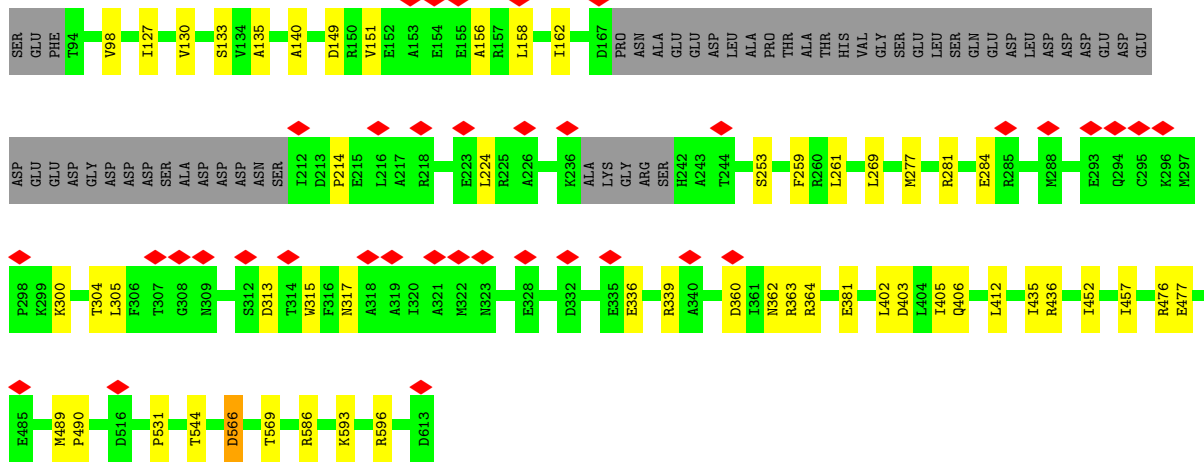 SER GLU PHE T94 V98 I127 V130 S133 V134 A135 A140 D149 R150 V151 E152 A153 E154 E155 A156 R157 L158 I162 D167 PRO ASN ALA GLU GLU ASP LEU ALA PRO THR ALA THR HIS VAL GLY SER GLU LEU SER GLN GLU ASP LEU ASP ASP ASP GLU ASP GLU
ASP GLU GLU ASP GLY ASP ASP ASP SER ALA ASP ASP ASP ASN SER I212 D213 P214 E215 L216 A217 R218 E223 L224 R225 A226 K236 ALA LYS GLY ARG SER H242 A243 T244 S253 F259 R260 L261 L269 M277 R281 E284 R285 M288 E293 Q294 C295 K296 M297
P298 K299 K300 T304 L305 F306 T307 G308 N309 S312 D313 T314 W315 F316 N317 A318 A319 I320 A321 M322 N323 E328 D332 E335 E336 R339 A340 D360 I361 N362 R363 R364 E381 L402 D403 L404 I405 Q406 L412 I435 R436 I452 I457 R476 E477
E485 M489 P490 D516 P531 T544 D566 T569 R586 K593 R596 D613